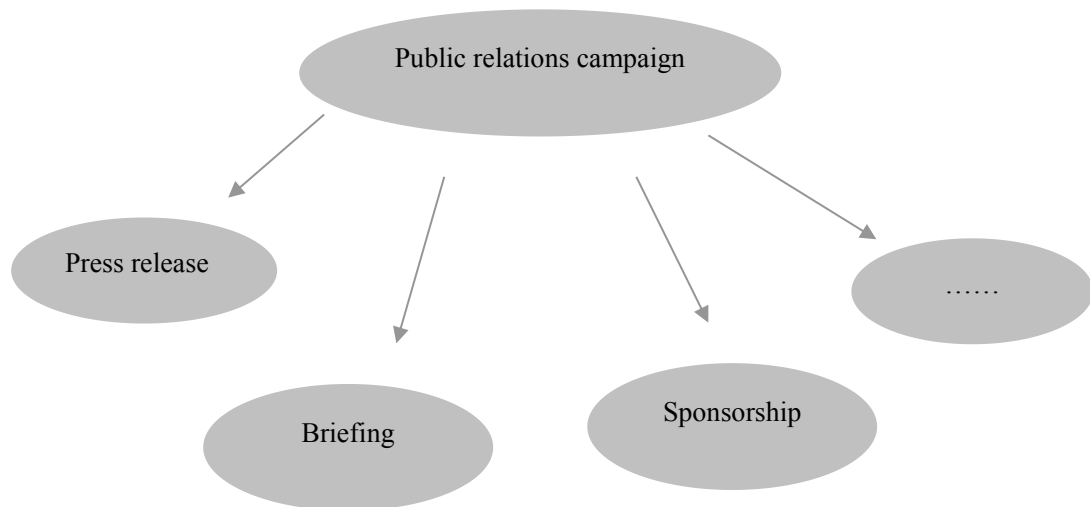 Public relations campaign
Press release
……
Briefing
Sponsorship